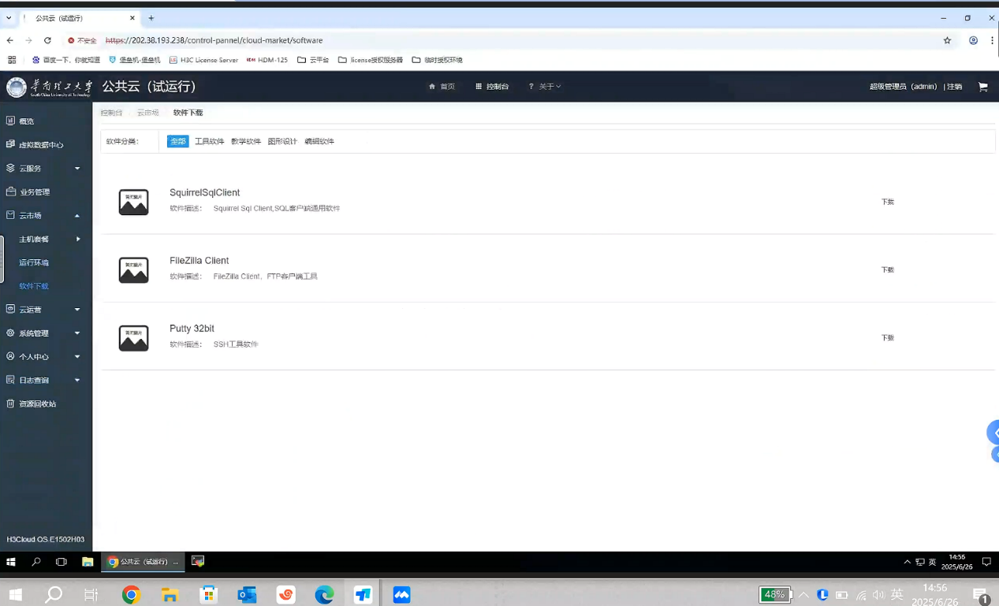 公共云（试运行）
不安全 https://202.38.193.238/control-pannel/cloud-market/software
百度一下，你就知道 堡垒机-堡垒机 H3C License Server HDM HDM-125 云平台 license授权服务器 临时授权环境
华南理工大学 公共云（试运行） 首页 控制台 ? 关于 超级管理员（admin） | 注销
South China University of Technology
控制台 云市场 软件下载
概览
虚拟数据中心
云服务
业务管理
云市场
主机套餐
运行环境
软件下载
云运营
系统管理
个人中心
日志查询
资源回收站
H3Cloud OS E1502H03
软件分类： 全部 工具软件 教学软件 图形设计 编辑软件
暂无图片
SquirrelSqlClient
软件描述： Squirrel Sql Client,SQL客户端通用软件
下载
暂无图片
FileZilla Client
软件描述： FileZilla Client，FTP客户端工具
下载
暂无图片
Putty 32bit
软件描述： SSH工具软件
下载
公共云（试运行） ...
英 14:56
2025/6/26
48% 英 14:56
2025/6/26
1